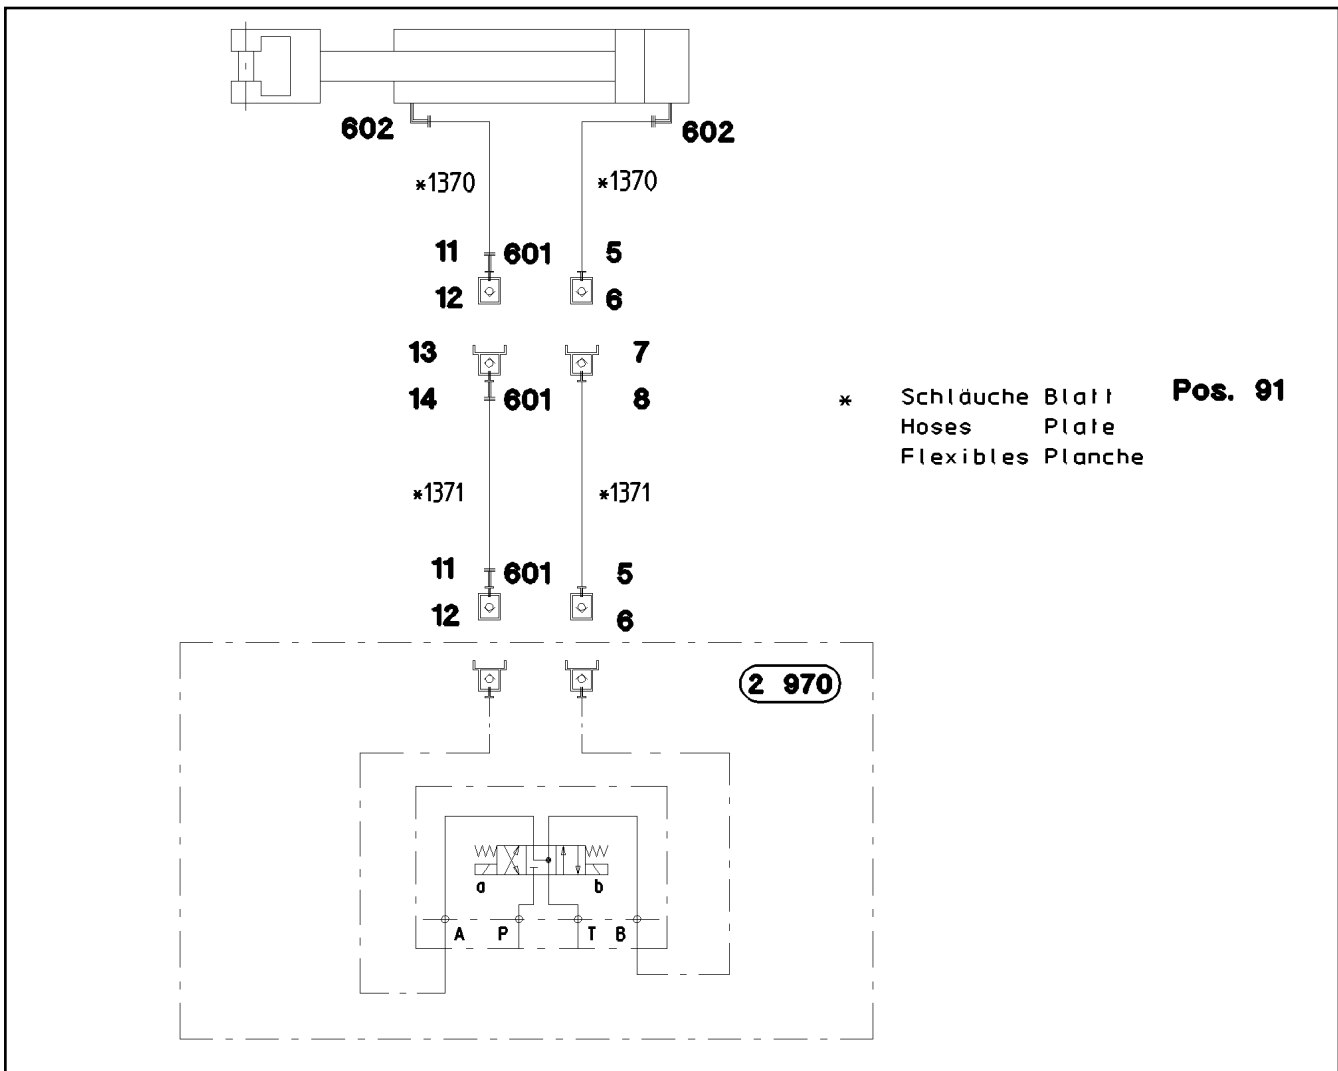 602 602
*1370 *1370
11 601 5
12 6
13 7
14 601 8
* Schläuche Blatt Pos. 91
Hoses Plate
Flexibles Planche
*1371 *1371
11 601 5
12 6
2 970
a b
A P T B